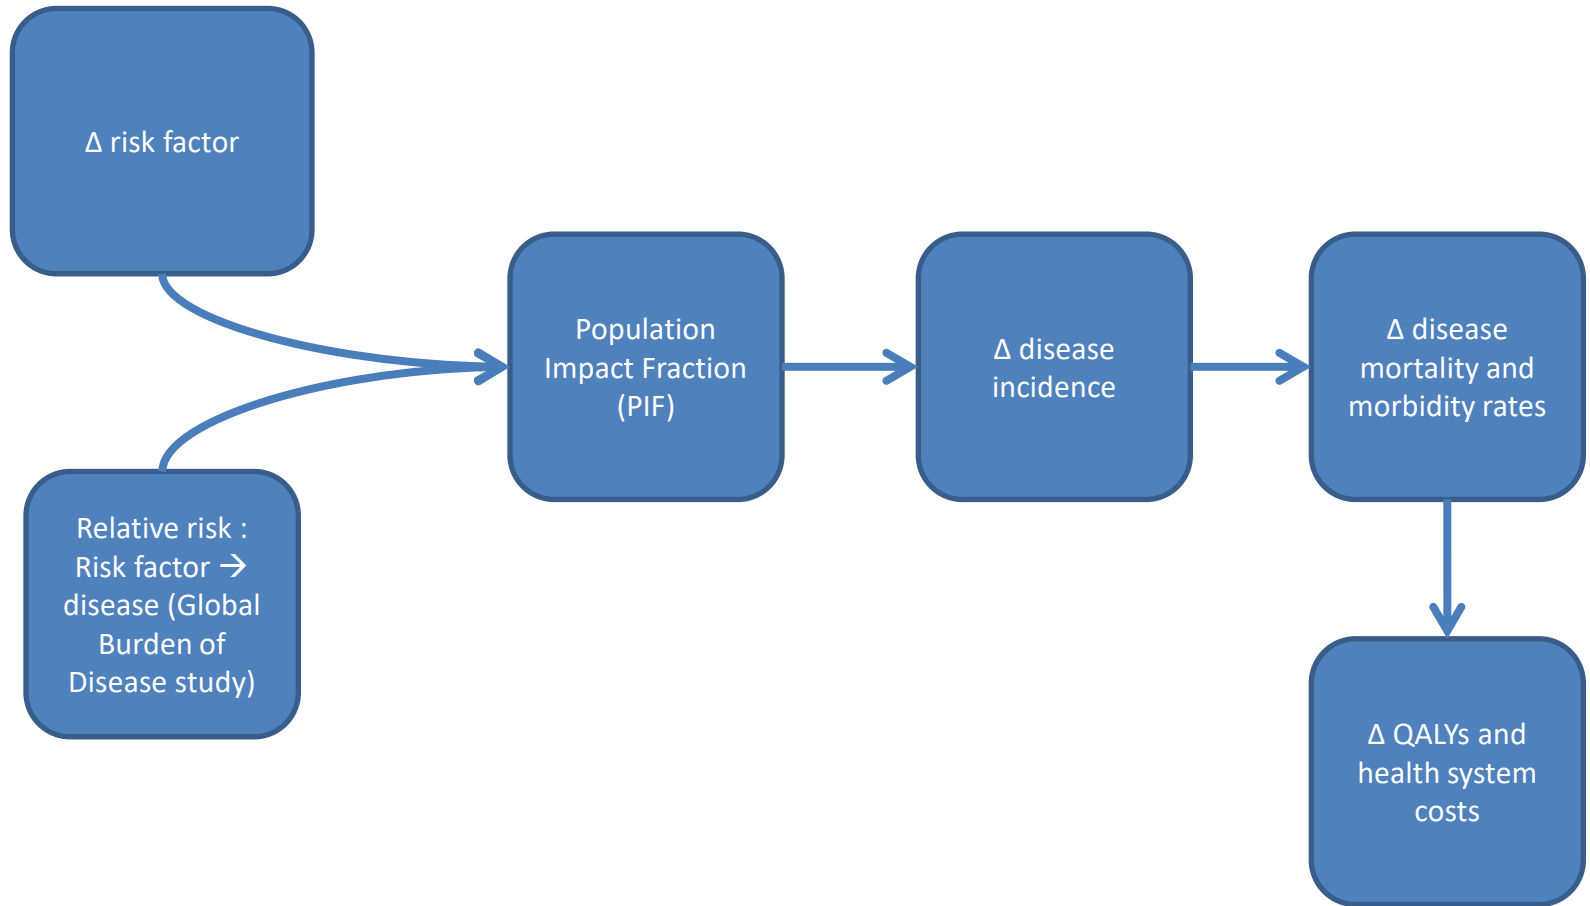 Δ risk factor
Relative risk :
Risk factor →
disease (Global
Burden of
Disease study)
Population
Impact Fraction
(PIF)
Δ disease
incidence
Δ disease
mortality and
morbidity rates
Δ QALYs and
health system
costs